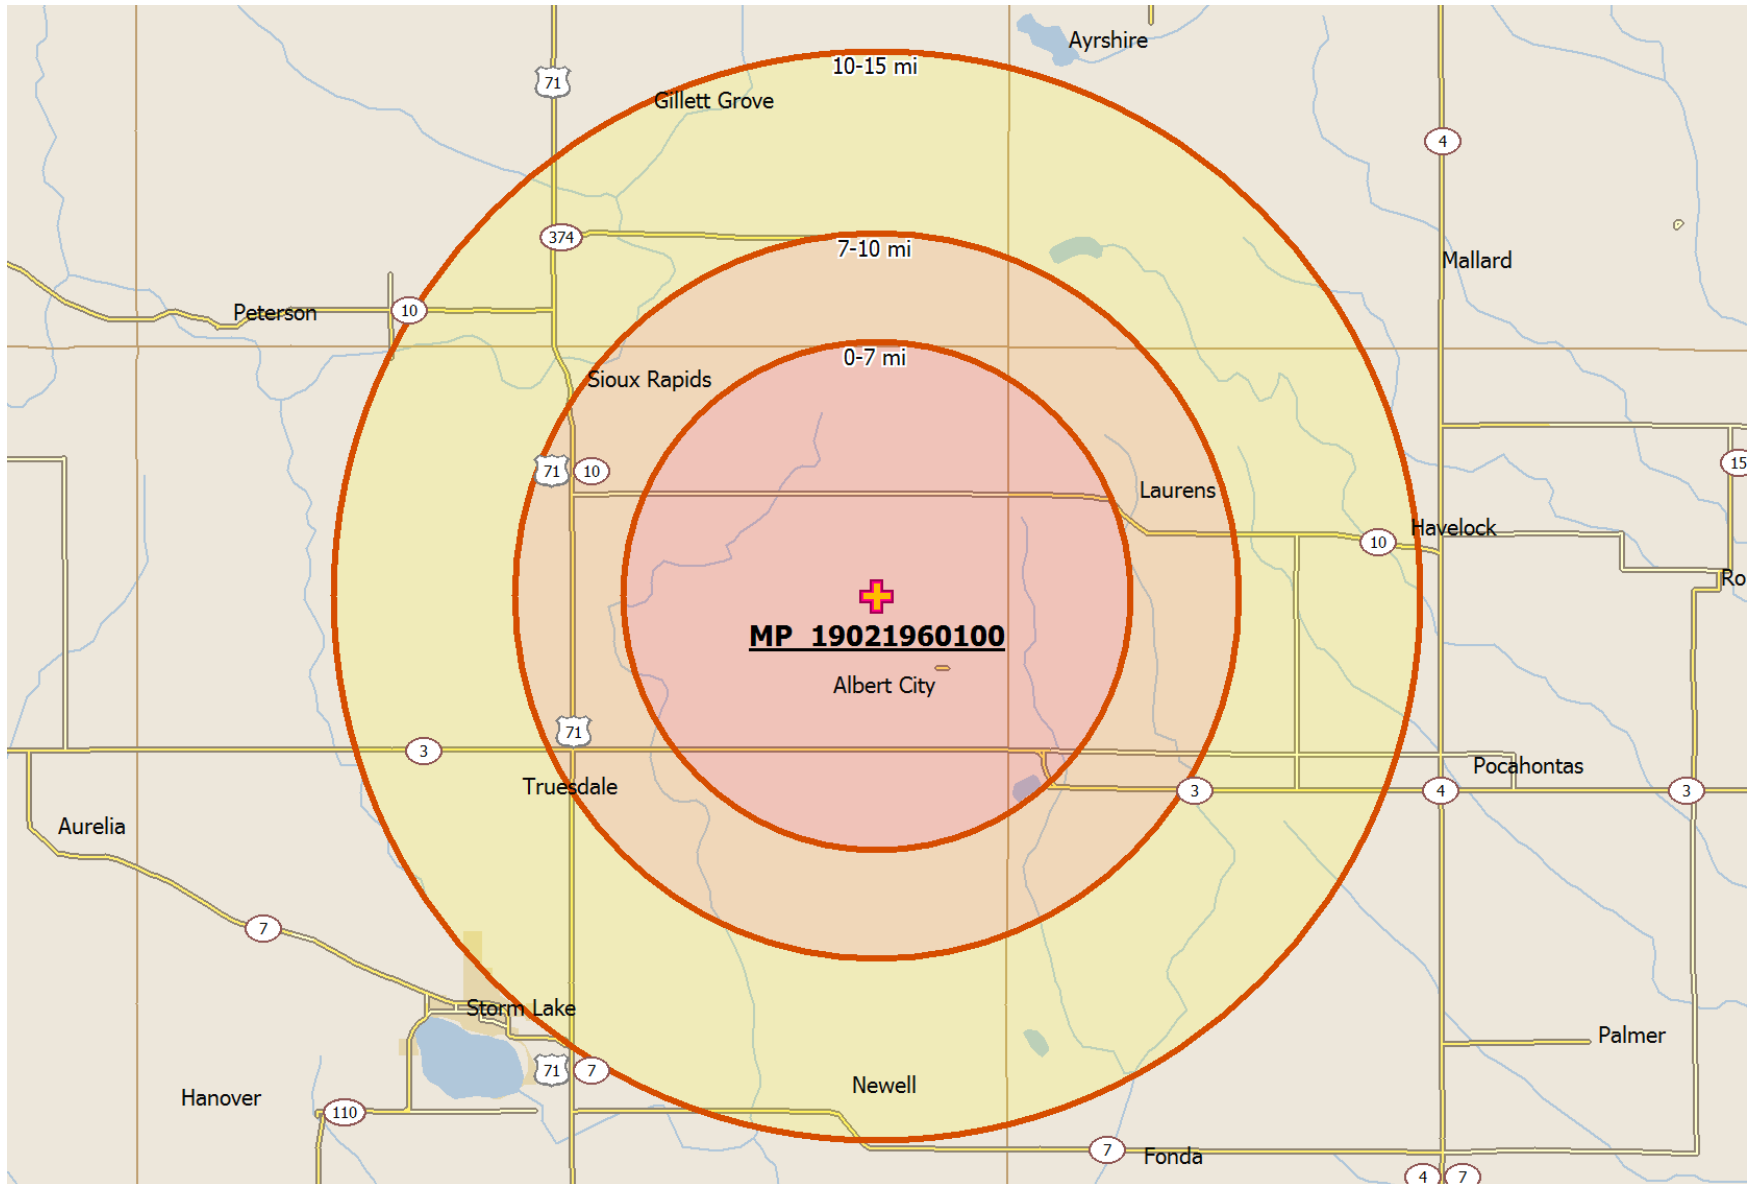 Ayrshire
10-15 mi
71
Gillett Grove
4
374
7-10 mi
Mallard
Peterson
10
0-7 mi
Sioux Rapids
71
10
Laurens
15
Havelock
10
Ro
MP 19021960100
Albert City
71
3
Pocahontas
Truesdale
3
4
3
Aurelia
7
Storm Lake
Palmer
71
7
Newell
Hanover
110
7
Fonda
4
7